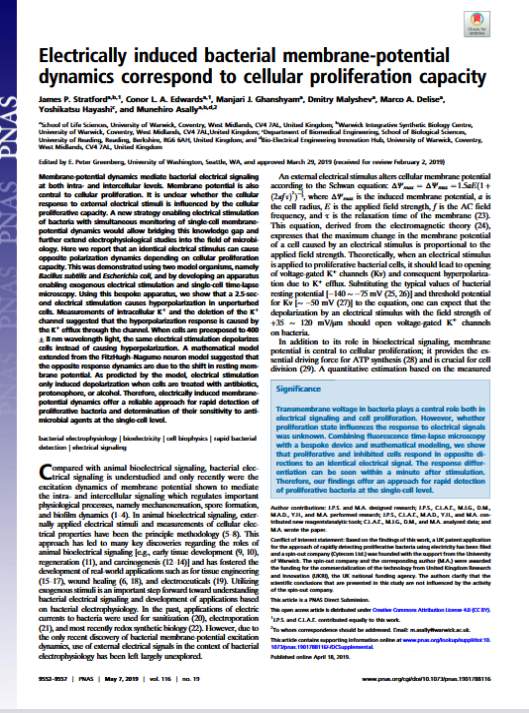 Check for updates
PNAS
Electrically induced bacterial membrane-potential
dynamics correspond to cellular proliferation capacity
James P. Stratford, Conor L. A. Edwards, Manjari J. Ghanshyam, Dmitry Malyshev, Marco A. Delise,
Yoshikatsu Hayashi, and Munehiro Asally
School of Life Sciences, University of Warwick, Coventry, West Midlands, CV4 7AL, United Kingdom; Warwick Integrative Synthetic Biology Centre,
University of Warwick, Coventry, West Midlands, CV4 7AL, United Kingdom; Department of Biomedical Engineering, School of Biological Sciences,
University of Reading, Reading, Berkshire, RG6 6AH, United Kingdom; and Bio-Electrical Engineering Innovation Hub, University of Warwick, Coventry,
West Midlands, CV4 7AL, United Kingdom
Edited by E. Peter Greenberg, University of Washington, Seattle, WA, and approved March 29, 2019 (received for review February 2, 2019)
Membrane-potential dynamics mediate bacterial electrical signaling
at both intra- and intercellular levels. Membrane potential is also
central to cellular proliferation. It is unclear whether the cellular
response to external electrical stimuli is influenced by the cellular
proliferative capacity. A new strategy enabling electrical stimulation
of bacteria with simultaneous monitoring of single-cell membrane-
potential dynamics would allow bridging this knowledge gap and
further extend electrophysiological studies into the field of microbi-
ology. Here we report that an identical electrical stimulus can cause
opposite polarization dynamics depending on cellular proliferation
capacity. This was demonstrated using two model organisms, namely
Bacillus subtilis and Escherichia coli, and by developing an apparatus
enabling exogenous electrical stimulation and single-cell time-lapse
microscopy. Using this bespoke apparatus, we show that a 2.5-sec-
ond electrical stimulation causes hyperpolarization in unperturbed
cells. Measurements of intracellular K+ and the deletion of the K+
channel suggested that the hyperpolarization response is caused by
the K+ efflux through the channel. When cells are preexposed to 400
± 8 nm wavelength light, the same electrical stimulation depolarizes
cells instead of causing hyperpolarization. A mathematical model
extended from the FitzHugh–Nagumo neuron model suggested that
the opposite response dynamics are due to the shift in resting mem-
brane potential. As predicted by the model, electrical stimulation
only induced depolarization when cells are treated with antibiotics,
protonophore, or alcohol. Therefore, electrically induced membrane-
potential dynamics offer a reliable approach for rapid detection of
proliferative bacteria and determination of their sensitivity to anti-
microbial agents at the single-cell level.
bacterial electrophysiology | bioelectricity | cell biophysics | rapid bacterial
detection | electrical signaling
Compared with animal bioelectrical signaling, bacterial elec-
trical signaling is understudied and only recently were the
excitation dynamics of membrane potential shown to mediate
the intra- and intercellular signaling which regulates important
physiological processes, namely mechanosensation, spore formation,
and biofilm dynamics (1–4). In animal bioelectrical signaling, exter-
nally applied electrical stimuli and measurements of cellular elec-
trical properties have been the principle methodology (5–8). This
approach has led to many key discoveries regarding the roles of
animal bioelectrical signaling [e.g., early tissue development (9, 10),
regeneration (11), and carcinogenesis (12–14)] and has fostered the
development of real-world applications such as for tissue engineering
(15–17), wound healing (6, 18), and electroceuticals (19). Utilizing
exogenous stimuli is an important step forward toward understanding
bacterial electrical signaling and development of applications based
on bacterial electrophysiology. In the past, applications of electric
currents to bacteria were used for sanitization (20), electroporation
(21), and most recently redox synthetic biology (22). However, due to
the only recent discovery of bacterial membrane-potential excitation
dynamics, use of external electrical signals in the context of bacterial
electrophysiology has been left largely unexplored.
An external electrical stimulus alters cellular membrane potential
according to the Schwan equation:
where is the induced membrane potential, a is
the cell radius, E is the applied field strength, f is the AC field
frequency, and τ is the relaxation time of the membrane (23).
This equation, derived from the electromagnetic theory (24),
expresses that the maximum change in the membrane potential
of a cell caused by an electrical stimulus is proportional to the
applied field strength. Theoretically, when an electrical stimulus
is applied to proliferative bacterial cells, it should lead to opening
of voltage-gated K+ channels (Kv) and consequent hyperpolariza-
tion due to K+ efflux. Substituting the typical values of bacterial
resting potential [−140 ∼ −75 mV (25, 26)] and threshold potential
for Kv [∼ −50 mV (27)] to the equation, one can expect that the
depolarization by an electrical stimulus with the field strength of
+35 ∼ 120 mV/μm should open voltage-gated K+ channels
on bacteria.
In addition to its role in bioelectrical signaling, membrane
potential is central to cellular proliferation; it provides the es-
sential driving force for ATP synthesis (28) and is crucial for cell
division (29). A quantitative estimation based on the measured
Significance
Transmembrane voltage in bacteria plays a central role both in
electrical signaling and cell proliferation. However, whether
proliferation state influences the response to electrical signals
was unknown. Combining fluorescence time-lapse microscopy
with a bespoke device and mathematical modeling, we show
that proliferative and inhibited cells respond in opposite di-
rections to an identical electrical signal. The response differ-
entiation can be seen within a minute after stimulation.
Therefore, our findings offer an approach for rapid detection
of proliferative bacteria at the single-cell level.
Author contributions: J.P.S. and M.A. designed research; J.P.S., C.L.A.E., M.J.G., D.M.,
M.A.D., Y.H., and M.A. performed research; J.P.S., C.L.A.E., M.A.D., Y.H., and M.A. con-
tributed new reagents/analytic tools; C.L.A.E., M.J.G., D.M., and M.A. analyzed data; and
M.A. wrote the paper.
Conflict of interest statement: Based on the findings of this work, a UK patent application
for the approach of rapidly detecting proliferative bacteria using electricity has been filed
and a spin-out company (Cytecom Ltd.) was founded with the support from the University
of Warwick. The spin-out company and the corresponding author (M.A.) were awarded
the funding for the commercialization of the technology from United Kingdom Research
and Innovation (UKRI), the UK national funding agency. The authors clarify that the
scientific conclusions that are presented in this study are not influenced by the activity
of the spin-out company.
This article is a PNAS Direct Submission.
This open access article is distributed under Creative Commons Attribution License 4.0 (CC BY).
J.P.S. and C.L.A.E. contributed equally to this work.
To whom correspondence should be addressed. Email: m.asally@warwick.ac.uk.
This article contains supporting information online at www.pnas.org/lookup/suppl/doi:10.
1073/pnas.1901788116/-/DCSupplemental.
Published online April 18, 2019.
9552–9557 | PNAS | May 7, 2019 | vol. 116 | no. 19
www.pnas.org/cgi/doi/10.1073/pnas.1901788116